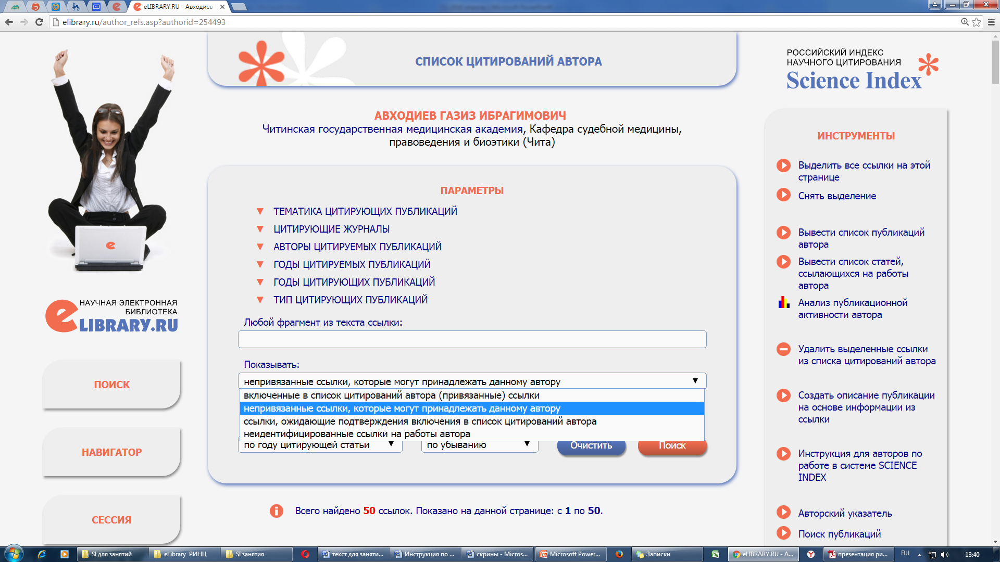 eLIBRARY.RU - Авходиев
elibrary.ru/author_refs.asp?authorid=254493
СПИСОК ЦИТИРОВАНИЙ АВТОРА
РОССИЙСКИЙ ИНДЕКС
НАУЧНОГО ЦИТИРОВАНИЯ
Science Index
АВХОДИЕВ ГАЗИЗ ИБРАГИМОВИЧ
Читинская государственная медицинская академия, Кафедра судебной медицины,
правоведения и биоэтики (Чита)
ПАРАМЕТРЫ
ТЕМАТИКА ЦИТИРУЮЩИХ ПУБЛИКАЦИЙ
ЦИТИРУЮЩИЕ ЖУРНАЛЫ
АВТОРЫ ЦИТИРУЕМЫХ ПУБЛИКАЦИЙ
ГОДЫ ЦИТИРУЕМЫХ ПУБЛИКАЦИЙ
ГОДЫ ЦИТИРУЮЩИХ ПУБЛИКАЦИЙ
ТИП ЦИТИРУЮЩИХ ПУБЛИКАЦИЙ
Любой фрагмент из текста ссылки:
Показывать:
непривязанные ссылки, которые могут принадлежать данному автору
включенные в список цитирований автора (привязанные) ссылки
непривязанные ссылки, которые могут принадлежать данному автору
ссылки, ожидающие подтверждения включения в список цитирований автора
неидентифицированные ссылки на работы автора
по году цитирующей статьи
по убыванию
Очистить
Поиск
Всего найдено 50 ссылок. Показано на данной странице: с 1 по 50.
НАУЧНАЯ ЭЛЕКТРОННАЯ
БИБЛИОТЕКА
eLIBRARY.RU
ПОИСК
НАВИГАТОР
СЕССИЯ
ИНСТРУМЕНТЫ
Выделить все ссылки на этой
странице
Снять выделение
Вывести список публикаций
автора
Вывести список статей,
ссылающихся на работы
автора
Анализ публикационной
активности автора
Удалить выделенные ссылки
из списка цитирований автора
Создать описание публикации
на основе информации из
ссылки
Инструкция для авторов по
работе в системе SCIENCE
INDEX
Авторский указатель
Поиск публикаций
SI для занятий
eLibrary РИНЦ
SI занятия
текст для заняти...
Инструкция по ...
скрины - Micros...
Microsoft Power...
Записки
eLIBRARY.RU - А...
презентация ри...
RU
13:40